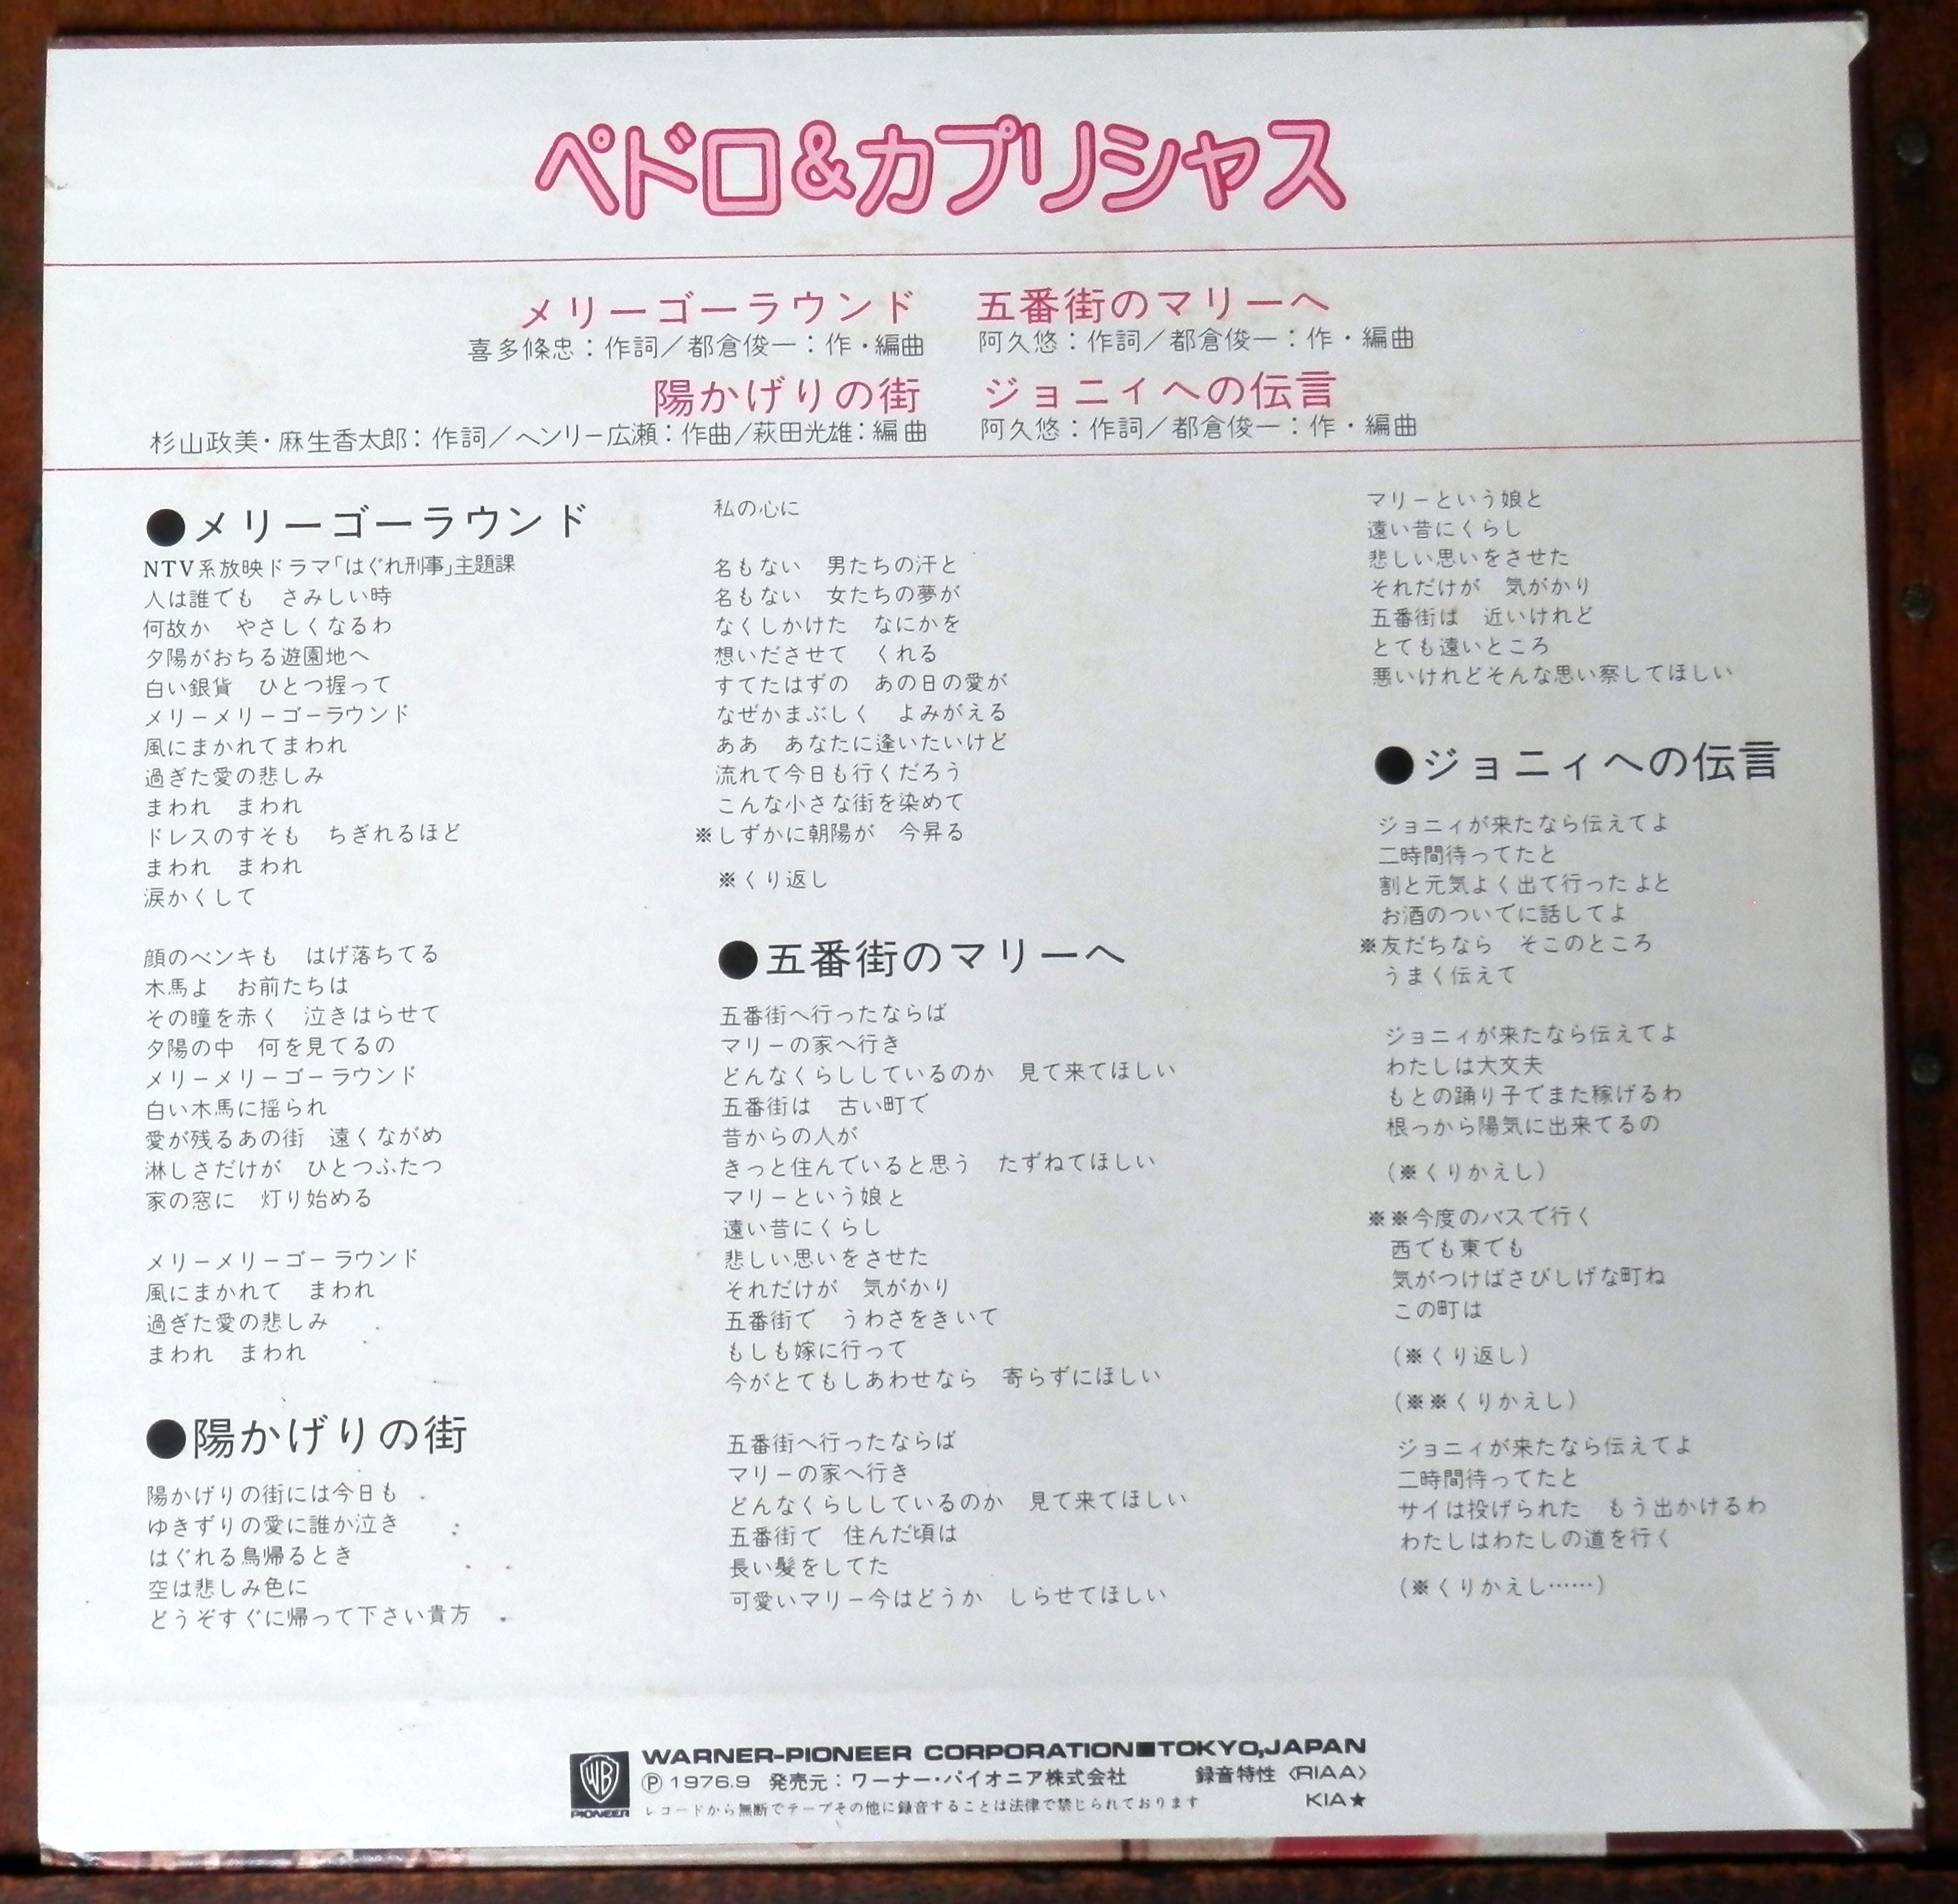 ペドロ&カプリシャス
メリーゴーラウンド
喜多條忠：作詞／都倉俊一：作・編曲
五番街のマリーへ
阿久悠：作詞／都倉俊一：作・編曲
陽かげりの街
杉山政美・麻生香太郎：作詞／ヘンリー広瀬：作曲/萩田光雄：編曲
ジョニィへの伝言
阿久悠：作詞／都倉俊一：作・編曲
●メリーゴーラウンド
NTV系放映ドラマ「はぐれ刑事」主題課
人は誰でも　さみしい時
何故か　やさしくなるわ
夕陽がおちる遊園地へ
白い銀貨　ひとつ握って
メリーメリーゴーラウンド
風にまかれてまわれ
過ぎた愛の悲しみ
まわれ　まわれ
ドレスのすそも　ちぎれるほど
まわれ　まわれ
涙かくして
顔のペンキも　はげ落ちてる
木馬よ　お前たちは
その瞳を赤く　泣きはらせて
夕陽の中　何を見てるの
メリーメリーゴーラウンド
白い木馬に揺られ
愛が残るあの街　遠くながめ
淋しさだけが　ひとつふたつ
家の窓に　灯り始める
メリーメリーゴーラウンド
風にまかれて　まわれ
過ぎた愛の悲しみ
まわれ　まわれ
●陽かげりの街
陽かげりの街には今日も
ゆきずりの愛に誰か泣き
はぐれる鳥帰るとき
空は悲しみ色に
どうぞすぐに帰って下さい貴方
私の心に
名もない　男たちの汗と
名もない　女たちの夢が
なくしかけた　なにかを
想いださせて　くれる
すてたはずの　あの日の愛が
なぜかまぶしく　よみがえる
ああ　あなたに逢いたいけど
流れて今日も行くだろう
こんな小さな街を染めて
※しずかに朝陽が　今昇る
※くり返し
●五番街のマリーへ
五番街へ行ったならば
マリーの家へ行き
どんなくらししているのか　見て来てほしい
五番街は　古い町で
昔からの人が
きっと住んでいると思う　たずねてほしい
マリーという娘と
遠い昔にくらし
悲しい思いをさせた
それだけが　気がかり
五番街で　うわさをきいて
もしも嫁に行って
今がとてもしあわせなら　寄らずにほしい
五番街へ行ったならば
マリーの家へ行き
どんなくらししているのか　見て来てほしい
五番街で　住んだ頃は
長い髪をしてた
可愛いマリー今はどうか　しらせてほしい
マリーという娘と
遠い昔にくらし
悲しい思いをさせた
それだけが　気がかり
五番街は　近いけれど
とても遠いところ
悪いけれどそんな思い察してほしい
●ジョニィへの伝言
ジョニィが来たなら伝えてよ
二時間待ってたと
割と元気よく出て行ったよと
お酒のついでに話してよ
※友だちなら　そこのところ
うまく伝えて
ジョニィが来たなら伝えてよ
わたしは大丈夫
もとの踊り子でまた稼げるわ
根っから陽気に出来てるの
（※くりかえし）
※※今度のバスで行く
西でも東でも
気がつけばさびしげな町ね
この町は
（※くり返し）
（※※くりかえし）
ジョニィが来たなら伝えてよ
二時間待ってたと
サイは投げられた　もう出かけるわ
わたしはわたしの道を行く
（※くりかえし……）
WB
PIONEER
WARNER-PIONEER CORPORATION■TOKYO,JAPAN
Ⓟ1976.9　発売元：ワーナー・パイオニア株式会社　録音特性〈RIAA〉
レコードから無断でテープその他に録音することは法律で禁じられております　KIA★